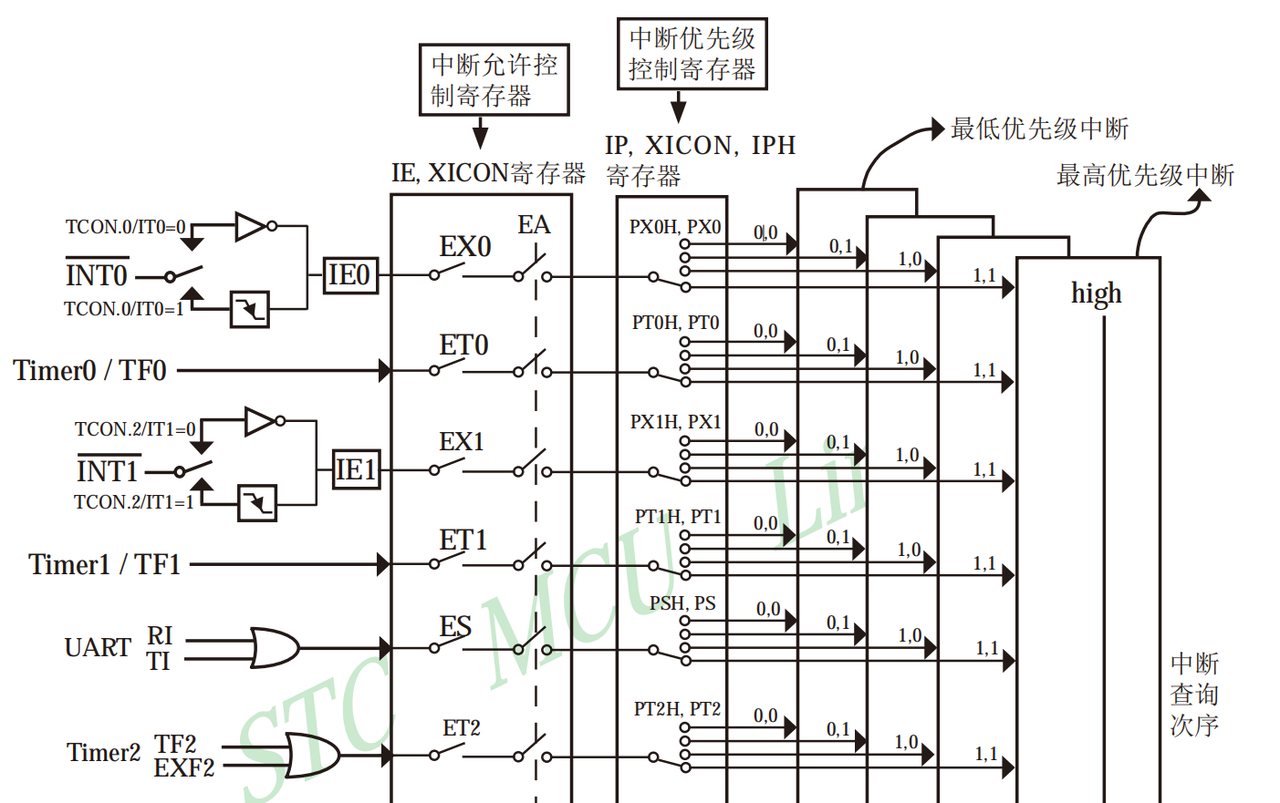 中断优先级
控制寄存器
中断允许控
制寄存器
最低优先级中断
IP, XICON, IPH
寄存器
IE, XICON寄存器
最高优先级中断
TCON.0/IT0=0
EA
PX0H, PX0
0,0
0,1
1,0
1,1
EX0
INT0
IE0
high
TCON.0/IT0=1
PT0H, PT0
0,0
0,1
1,0
1,1
ET0
Timer0 / TF0
TCON.2/IT1=0
PX1H, PX1
0,0
0,1
1,0
1,1
EX1
INT1
IE1
TCON.2/IT1=1
PT1H, PT1
0,0
0,1
1,0
1,1
ET1
Timer1 / TF1
PSH, PS
0,0
0,1
1,0
1,1
ES
UART
RI
TI
中断
查询
次序
PT2H, PT2
0,0
0,1
1,0
1,1
ET2
Timer2
TF2
EXF2
STC MCU Lin